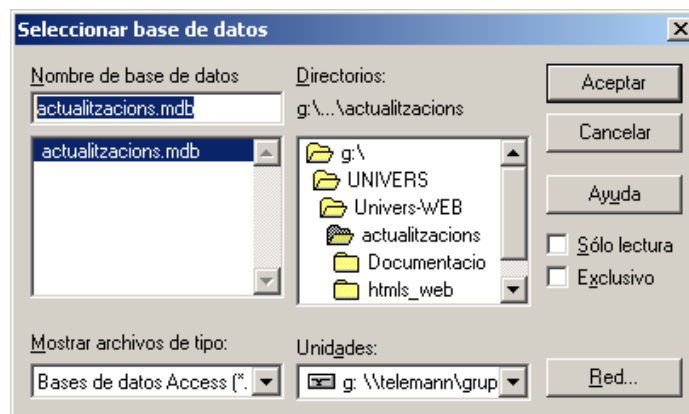 Seleccionar base de datos
Nombre de base de datos
actualitzacions.mdb
actualitzacions.mdb
Mostrar archivos de tipo:
Bases de datos Access (*.
Directorios:
g:\...\actualitzacions
g:\
UNIVERS
Univers-WEB
actualitzacions
Documentacio
htmls_web
Unidades:
g: \\telemann\grup
Aceptar
Cancelar
Ayuda
Sólo lectura
Exclusivo
Red...